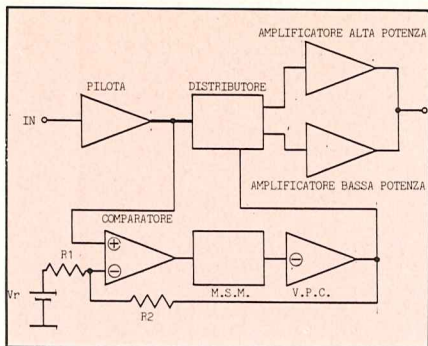 AMPLIFICATORE ALTA POTENZA
PILOTA
DISTRIBUTORE
IN
AMPLIFICATORE BASSA POTENZA
COMPARATORE
+
R1
−
−
Vr
M.S.M.
V.P.C.
R2